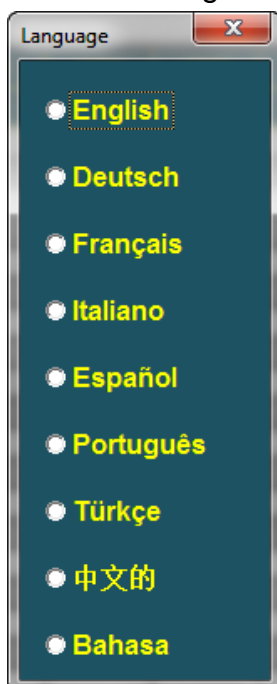 Language
English
Deutsch
Français
Italiano
Español
Português
Türkçe
中文的
Bahasa